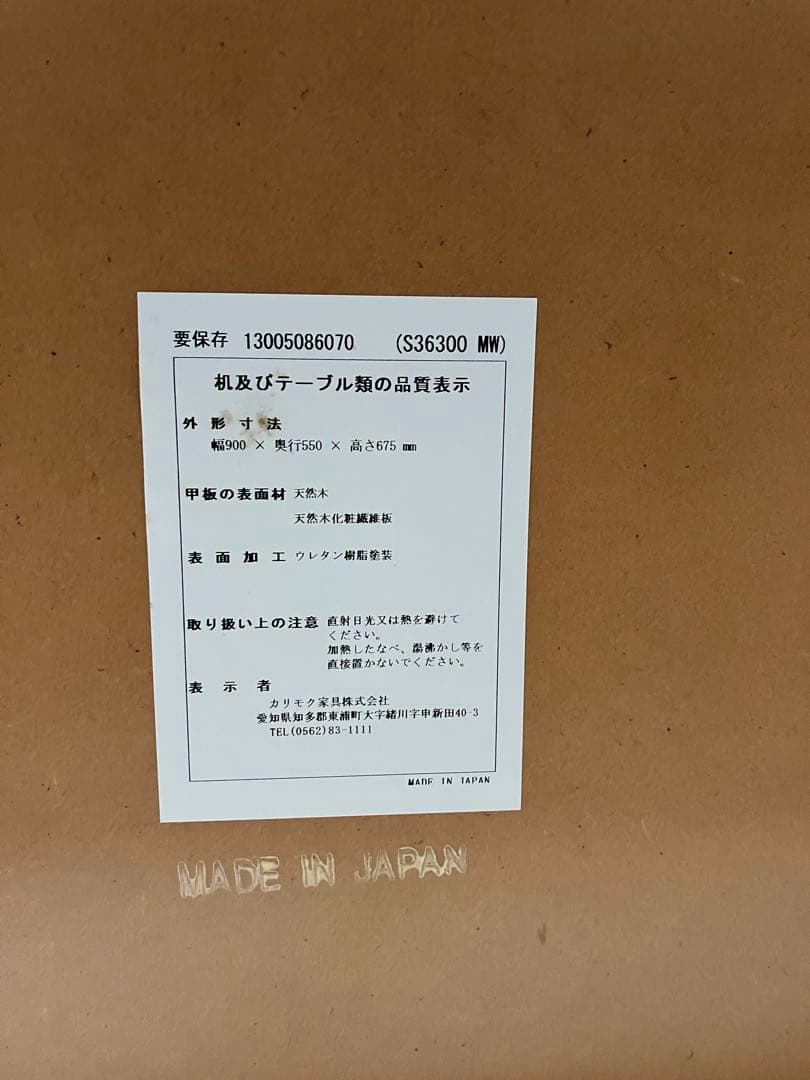 要保存 13005086070 (S36300 MW)
机及びテーブル類の品質表示
外形寸法
幅900 × 奥行550 × 高さ675 mm
甲板の表面材 天然木
天然木化粧繊維板
表面加工 ウレタン樹脂塗装
取り扱い上の注意 直射日光又は熱を避けて
ください。
加熱したなべ、湯沸かし等を
直接置かないでください。
表示者
カリモク家具株式会社
愛知県知多郡東浦町大字緒川字申新田40-3
TEL(0562)83-1111
MADE IN JAPAN
MADE IN JAPAN